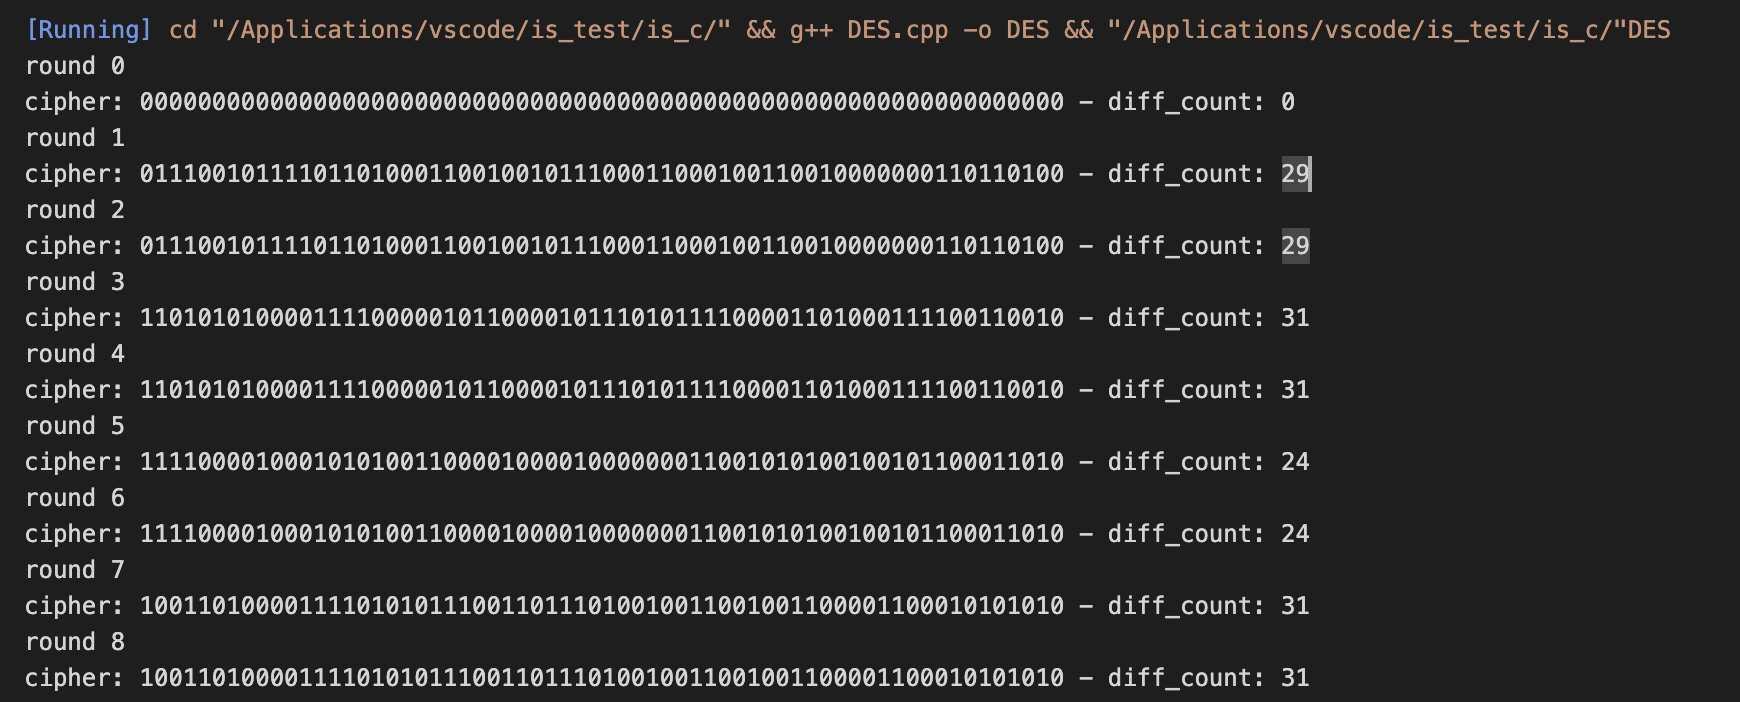 [Running] cd "/Applications/vscode/is_test/is_c/" && g++ DES.cpp -o DES && "/Applications/vscode/is_test/is_c/"DES
round 0
cipher: 0000000000000000000000000000000000000000000000000000000000000000 - diff_count: 0
round 1
cipher: 0111001011110110100011001001011100011000100110010000000110110100 - diff_count: 29
round 2
cipher: 0111001011110110100011001001011100011000100110010000000110110100 - diff_count: 29
round 3
cipher: 1101010100001111000001011000010111010111100001101000111100110010 - diff_count: 31
round 4
cipher: 1101010100001111000001011000010111010111100001101000111100110010 - diff_count: 31
round 5
cipher: 1111000010001010100110000100001000000011001010100100101100011010 - diff_count: 24
round 6
cipher: 1111000010001010100110000100001000000011001010100100101100011010 - diff_count: 24
round 7
cipher: 1001101000011110101011100110111010010011001001100001100010101010 - diff_count: 31
round 8
cipher: 1001101000011110101011100110111010010011001001100001100010101010 - diff_count: 31